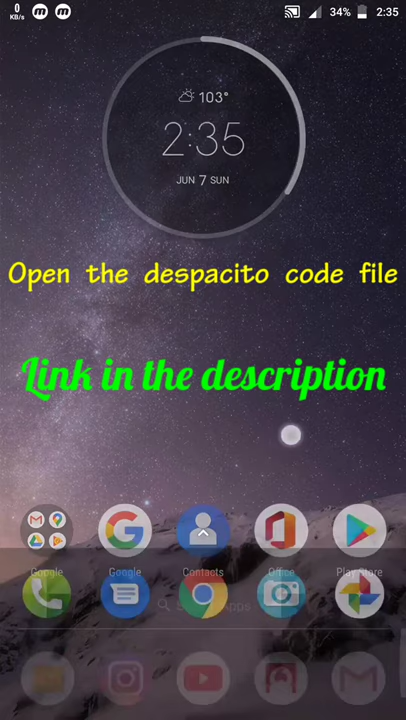 0
KB/s
34%
2:35
103°
2:35
JUN 7 SUN
Open the despacito code file
Link in the description
Google
Google
Contacts
Office
Play Store
Apps